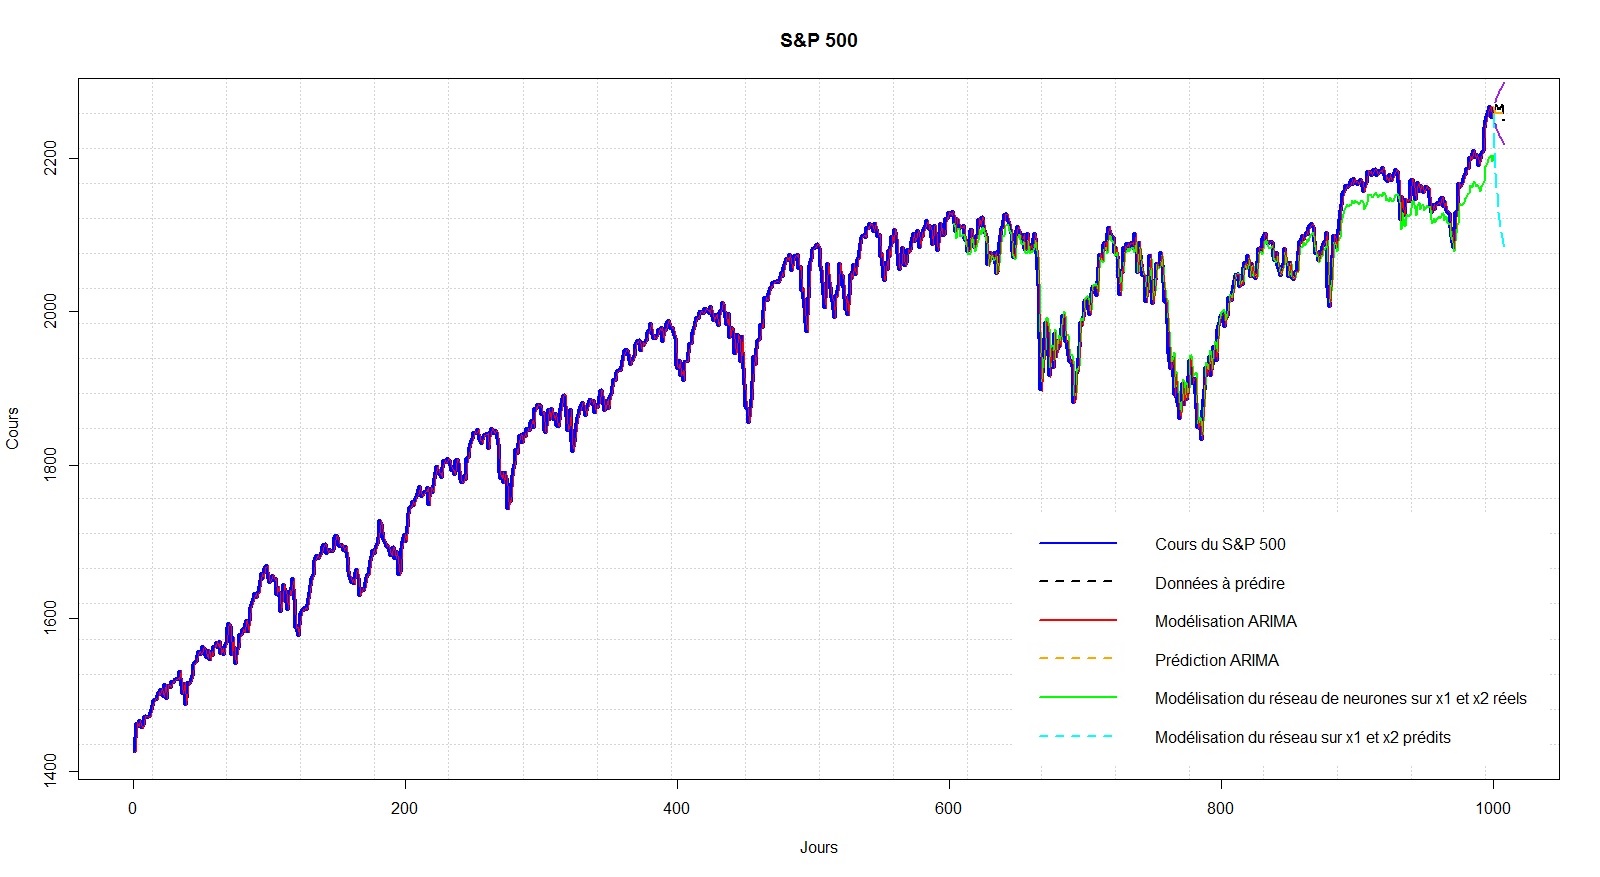 S&P 500
Cours
2200
2000
1800
1600
1400
Cours du S&P 500
Données à prédire
Modélisation ARIMA
Prédiction ARIMA
Modélisation du réseau de neurones sur x1 et x2 réels
Modélisation du réseau sur x1 et x2 prédits
0
200
400
600
800
1000
Jours